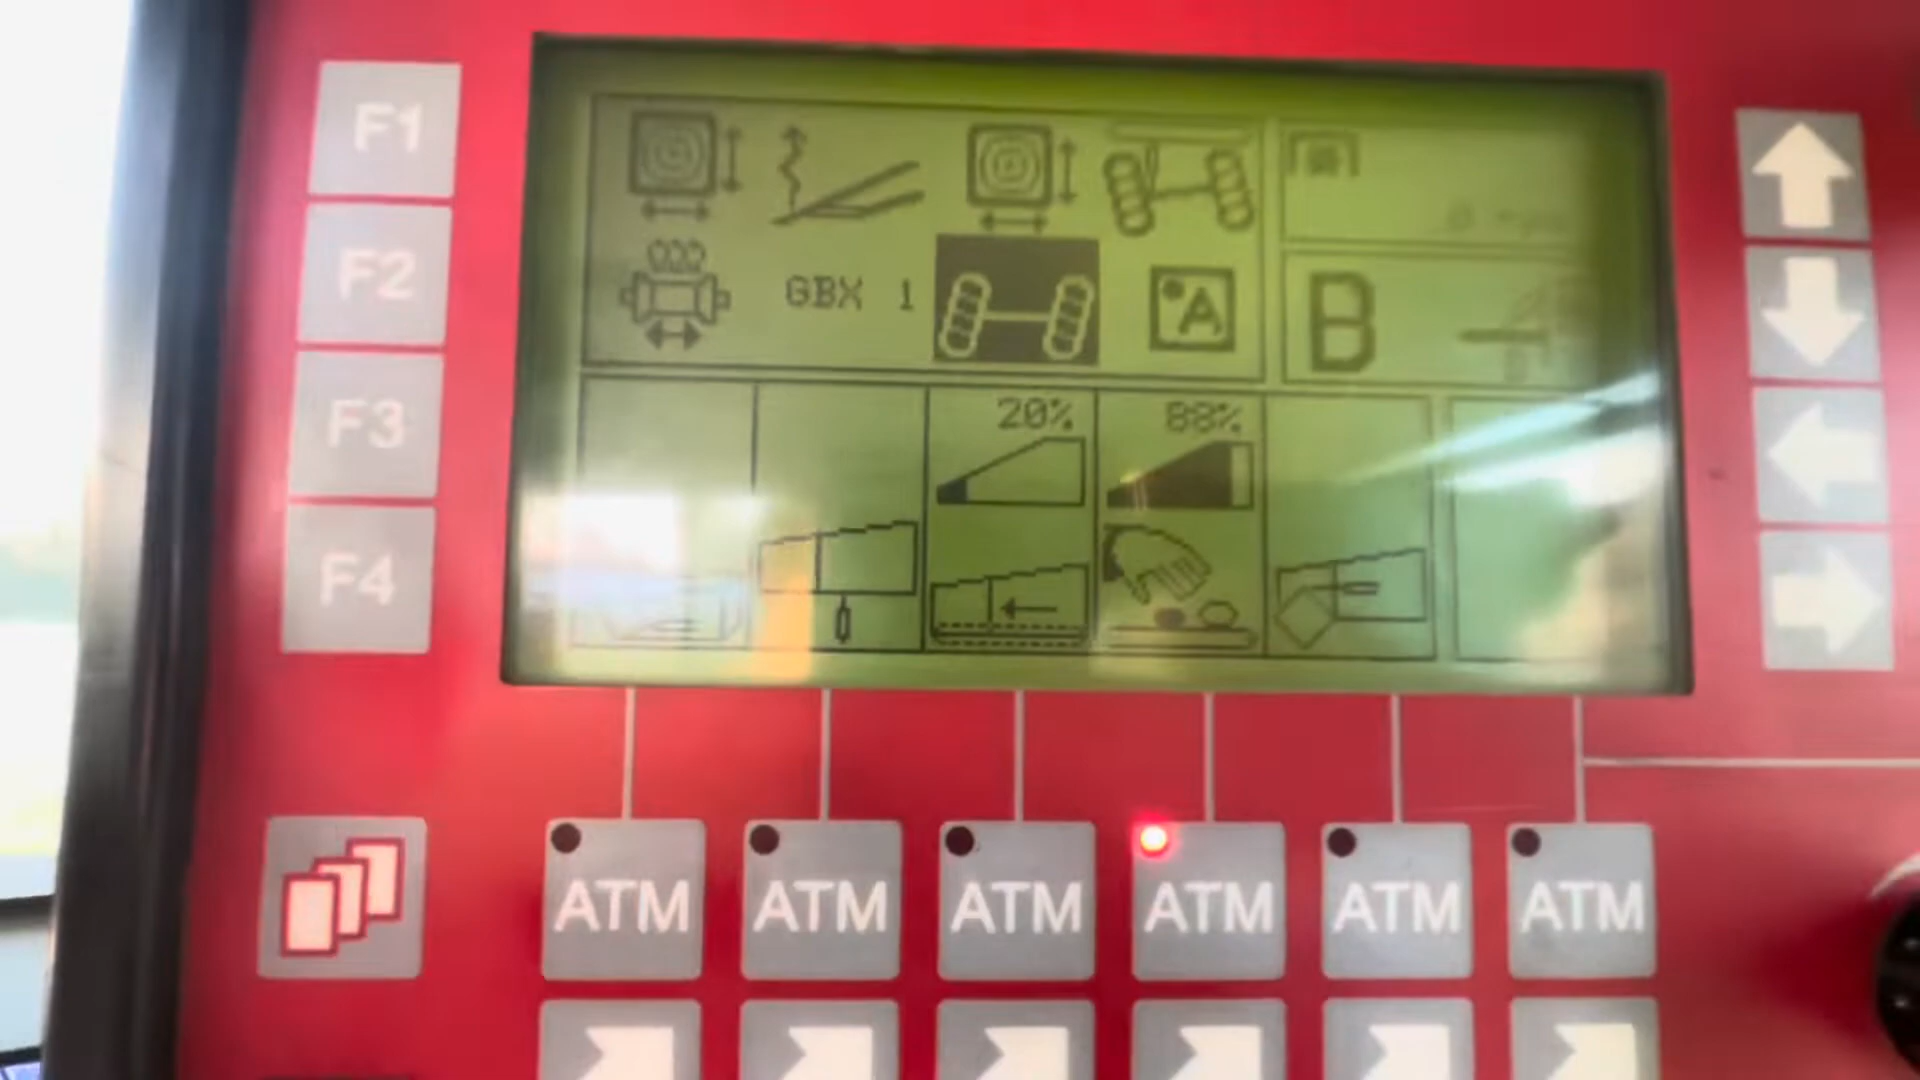 F1
F2
GBX 1
A
B
F3
20%
88%
F4
ATM ATM ATM ATM ATM ATM